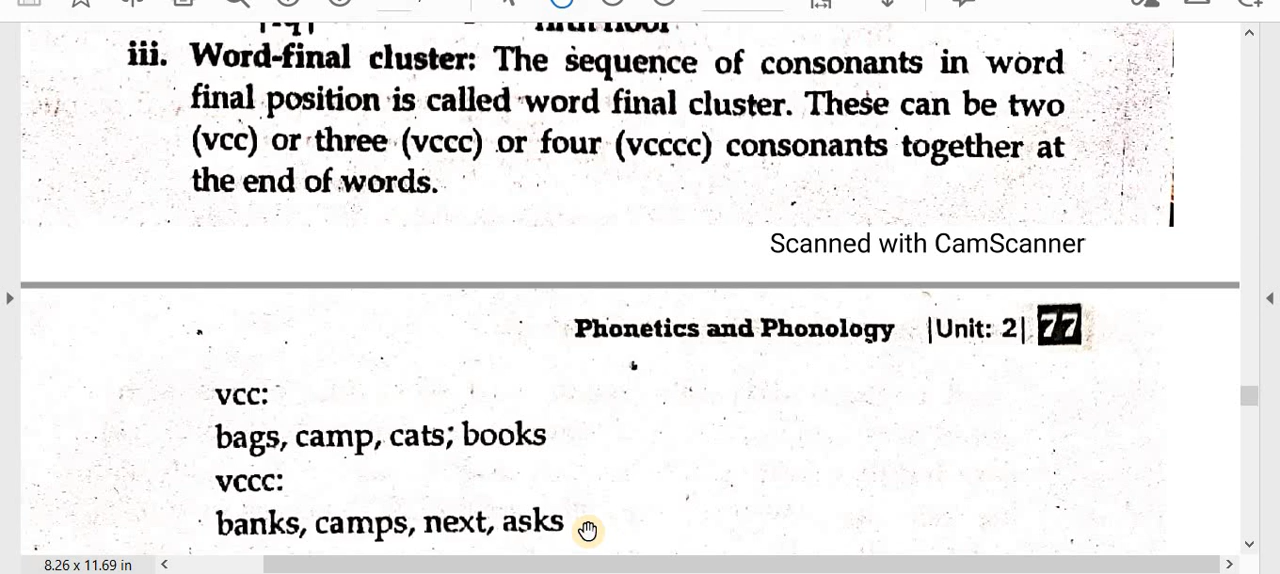 iii. Word-final cluster: The sequence of consonants in word
final position is called word final cluster. These can be two
(vcc) or three (vccc) or four (vcccc) consonants together at
the end of words.
Scanned with CamScanner
Phonetics and Phonology |Unit: 2| 77
vcc:
bags, camp, cats; books
vccc:
banks, camps, next, asks
8.26 x 11.69 in